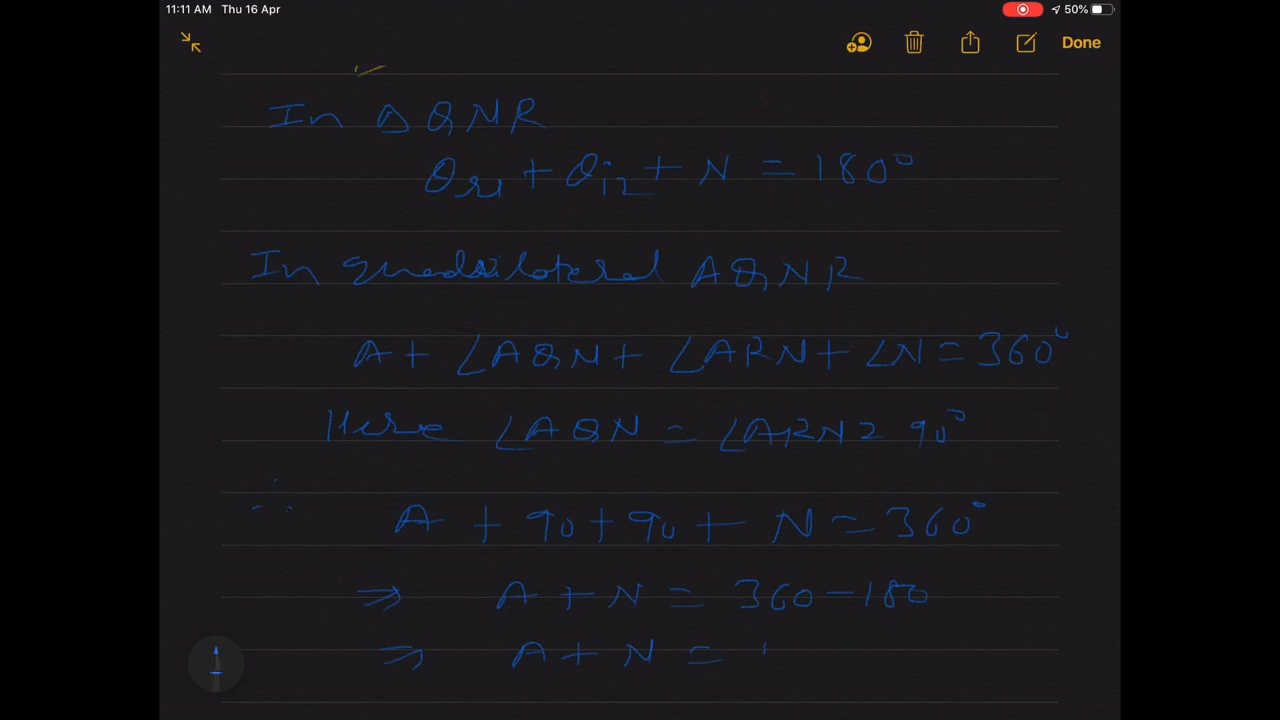 11:11 AM Thu 16 Apr 50%
Done
In Δ QNR
θr1 + θi2 + N = 180°
In quadrilateral AQNR
A + ∠AQN + ∠ARN + ∠N = 360°
Here ∠AQN = ∠ARN = 90°
∴ A + 90 + 90 + N = 360°
⇒ A + N = 360 - 180
⇒ A + N =